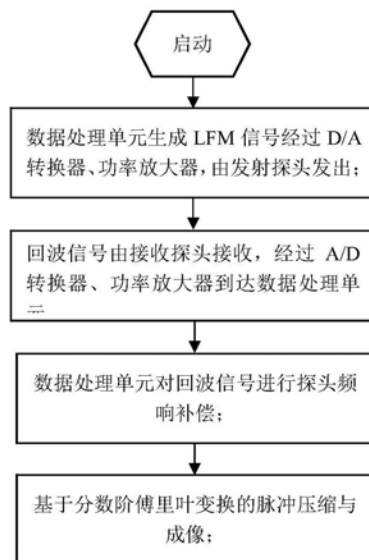 启动
数据处理单元生成 LFM 信号经过 D/A
转换器、功率放大器，由发射探头发出；
回波信号由接收探头接收，经过 A/D
转换器、功率放大器到达数据处理单
数据处理单元对回波信号进行探头频
响补偿；
基于分数阶傅里叶变换的脉冲压缩与
成像；